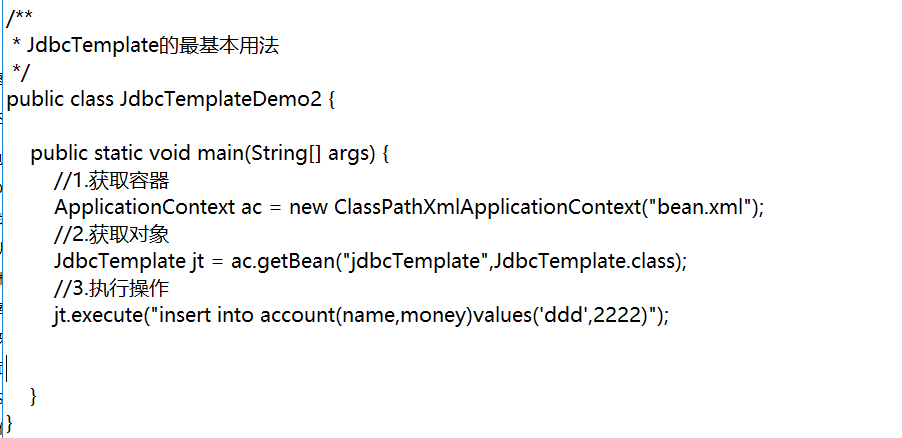 /**
 * JdbcTemplate的最基本用法
 */
public class JdbcTemplateDemo2 {
    public static void main(String[] args) {
        //1.获取容器
        ApplicationContext ac = new ClassPathXmlApplicationContext("bean.xml");
        //2.获取对象
        JdbcTemplate jt = ac.getBean("jdbcTemplate",JdbcTemplate.class);
        //3.执行操作
        jt.execute("insert into account(name,money)values('ddd',2222)");
    }
}